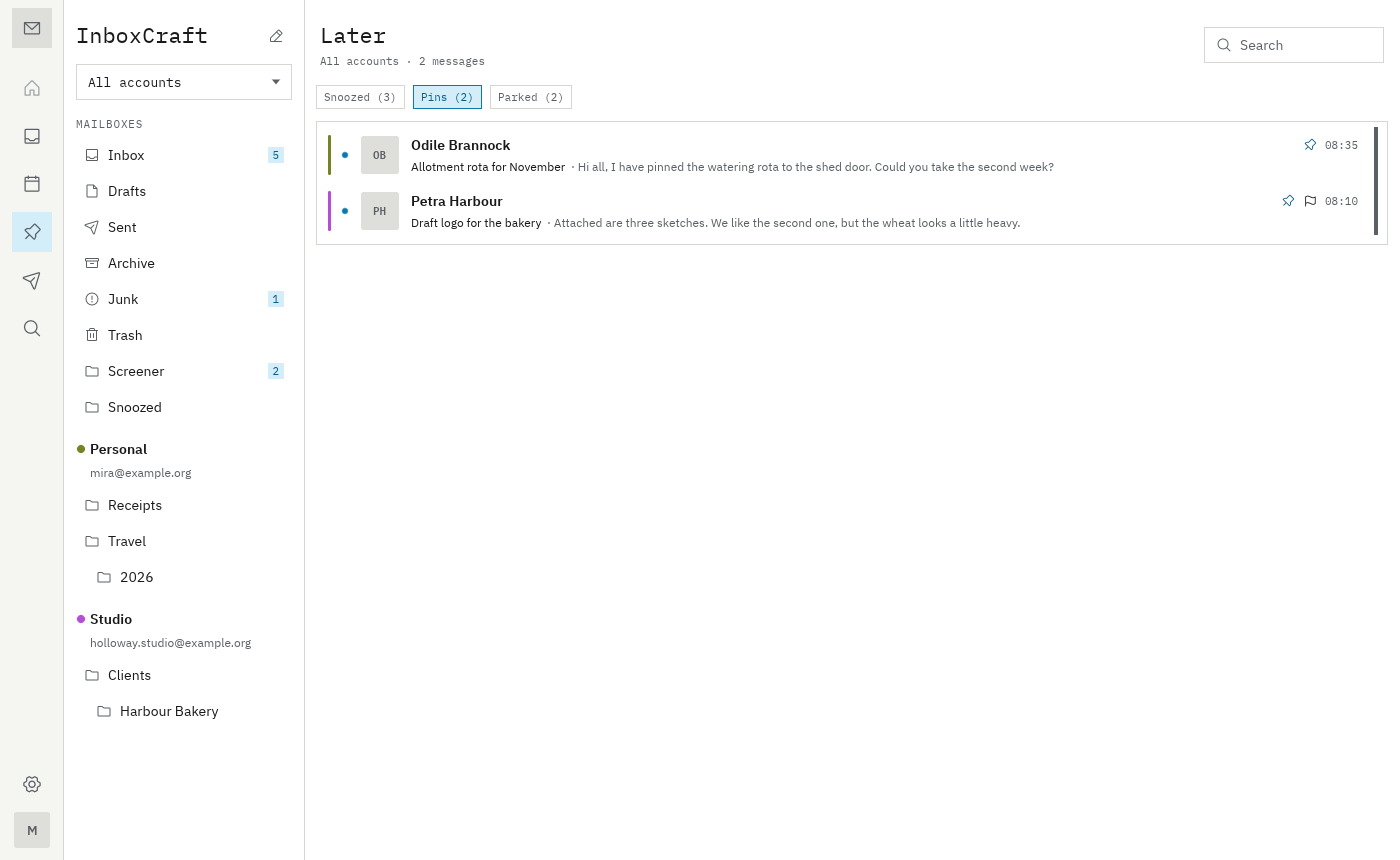 InboxCraft
All accounts
MAILBOXES
Inbox 5
Drafts
Sent
Archive
Junk 1
Trash
Screener 2
Snoozed
Personal
mira@example.org
Receipts
Travel
2026
Studio
holloway.studio@example.org
Clients
Harbour Bakery
M
Later
All accounts · 2 messages
Search
Snoozed (3) Pins (2) Parked (2)
OB Odile Brannock 08:35
Allotment rota for November · Hi all, I have pinned the watering rota to the shed door. Could you take the second week?
PH Petra Harbour 08:10
Draft logo for the bakery · Attached are three sketches. We like the second one, but the wheat looks a little heavy.